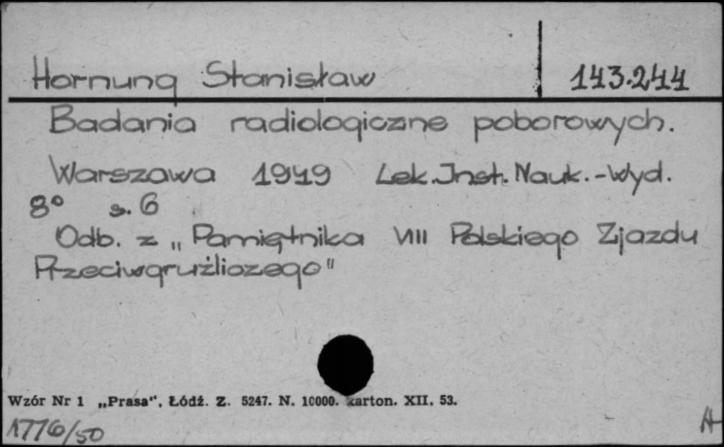 Hornung Stanisław 143.244
Badania radiologiczne poborowych.
Warszawa 1949 Lek.Inst.Nauk.-Wyd.
8° s. 6
Odb. z „Pamiętnika VIII Polskiego Zjazdu
Przeciwgruźliczego"
Wzór Nr 1 „Prasa", Łódź. Z. 5247. N. 10000. karton. XII. 53.
1776/50 A